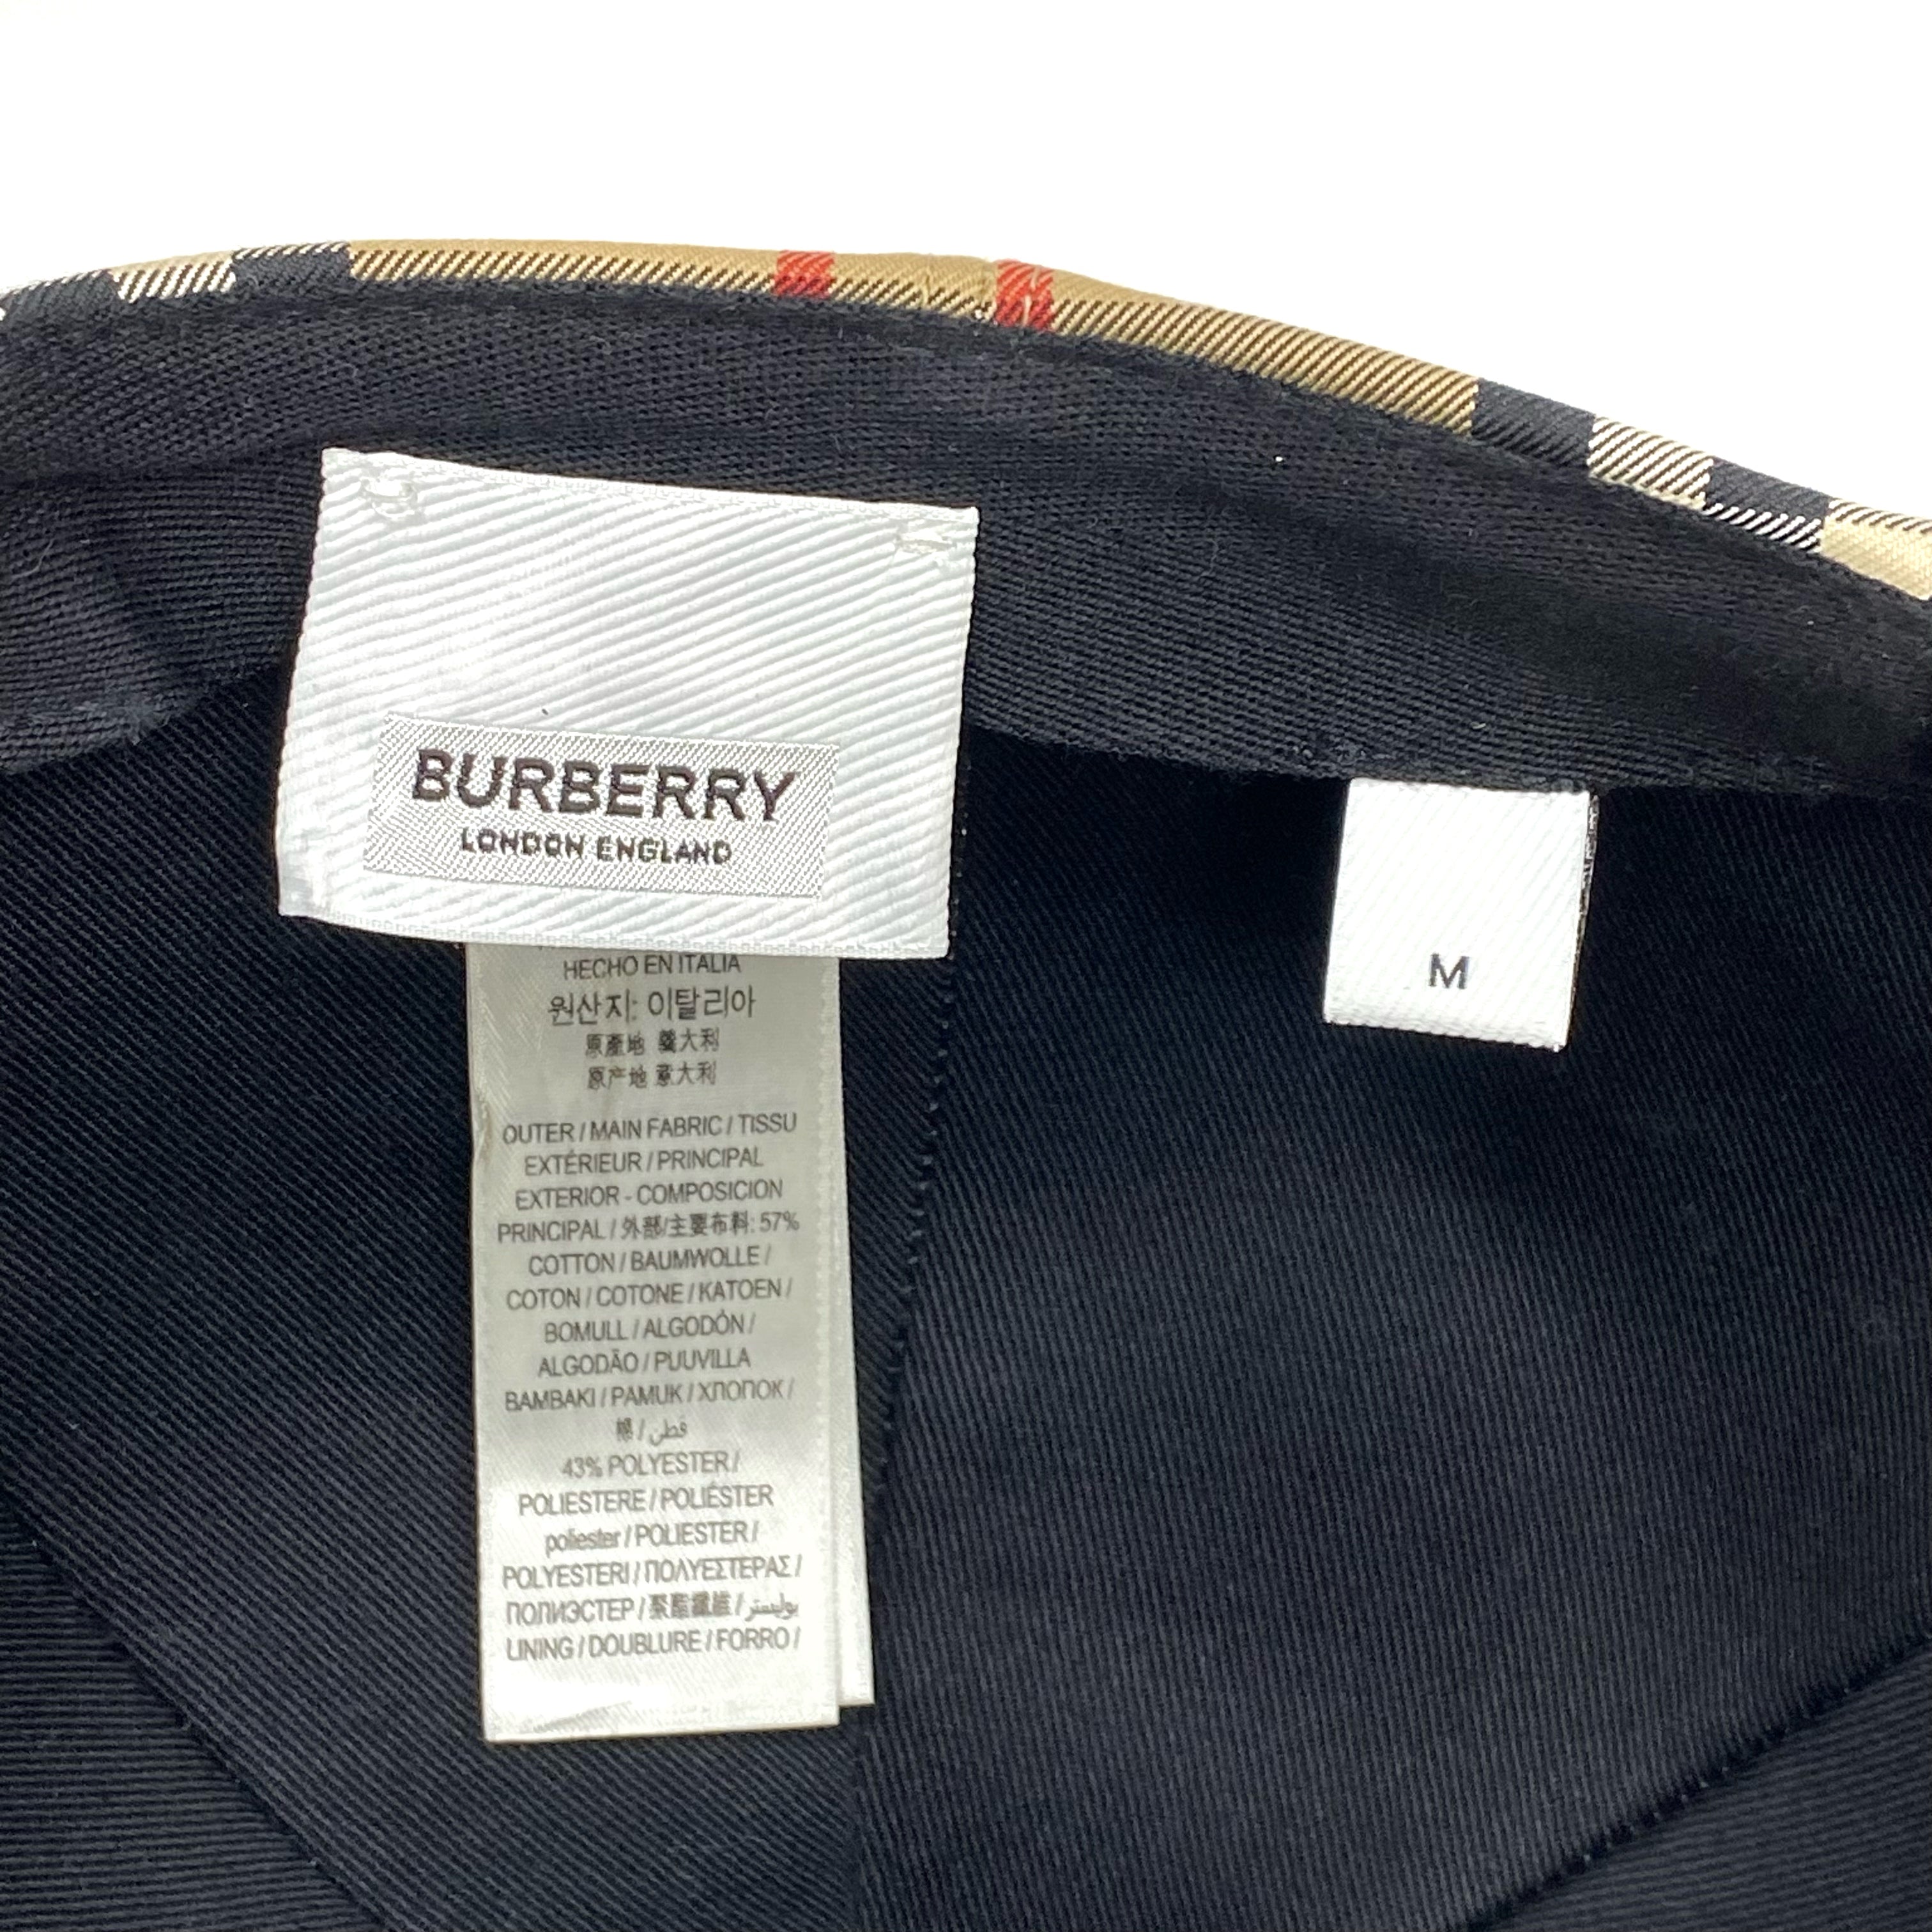 BURBERRY
LONDON ENGLAND
M
HECHO EN ITALIA
원산지: 이탈리아
原產地 義大利
原产地 意大利
OUTER / MAIN FABRIC / TISSU
EXTÉRIEUR / PRINCIPAL
EXTERIOR - COMPOSICION
PRINCIPAL / 外部/主要布料: 57%
COTTON / BAUMWOLLE /
COTON / COTONE / KATOEN /
BOMULL / ALGODÓN /
ALGODÃO / PUUVILLA
BAMBAKI / PAMUK / ХЛОПОК /
棉 / قطن
43% POLYESTER /
POLIESTERE / POLIÉSTER
poliester / POLIESTER /
POLYESTERI / ΠΟΛΥΕΣΤΕΡΑΣ /
ПОЛИЭСТЕР / 聚酯纖維 / بوليستر
LINING / DOUBLURE / FORRO /